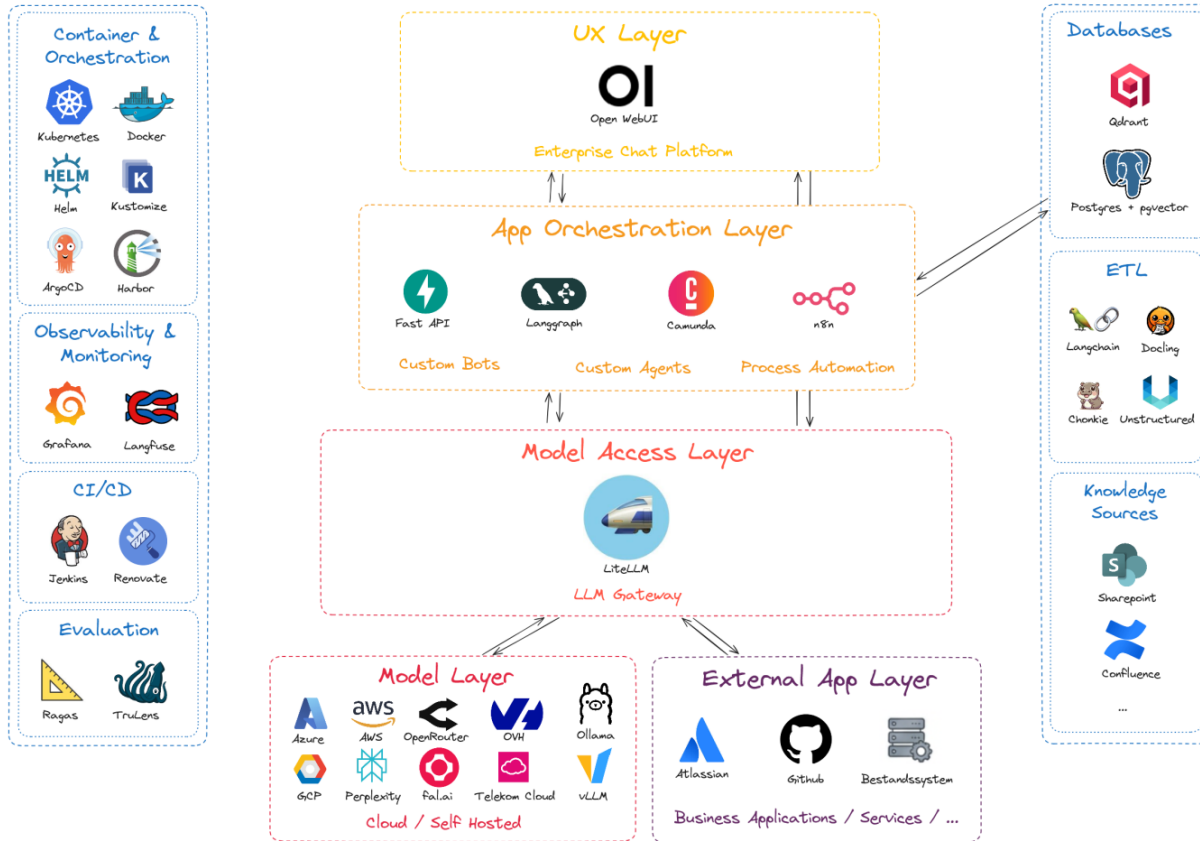 Container &
Orchestration
Kubernetes
Docker
HELM
Helm
K
Kustomize
ArgoCD
Harbor
Observability &
Monitoring
Grafana
Langfuse
CI/CD
Jenkins
Renovate
Evaluation
Ragas
TruLens
UX Layer
OI
Open WebUI
Enterprise Chat Platform
App Orchestration Layer
Fast API
Langgraph
C
Camunda
n8n
Custom Bots
Custom Agents
Process Automation
Model Access Layer
LiteLLM
LLM Gateway
Model Layer
aws
Azure
AWS
OpenRouter
OVH
Ollama
GCP
Perplexity
fal.ai
Telekom Cloud
vLLM
Cloud / Self Hosted
External App Layer
Atlassian
Github
Bestandssystem
Business Applications / Services / ...
Databases
Qdrant
Postgres + pgvector
ETL
Langchain
Docling
Chonkie
Unstructured
Knowledge
Sources
S
Sharepoint
Confluence
...